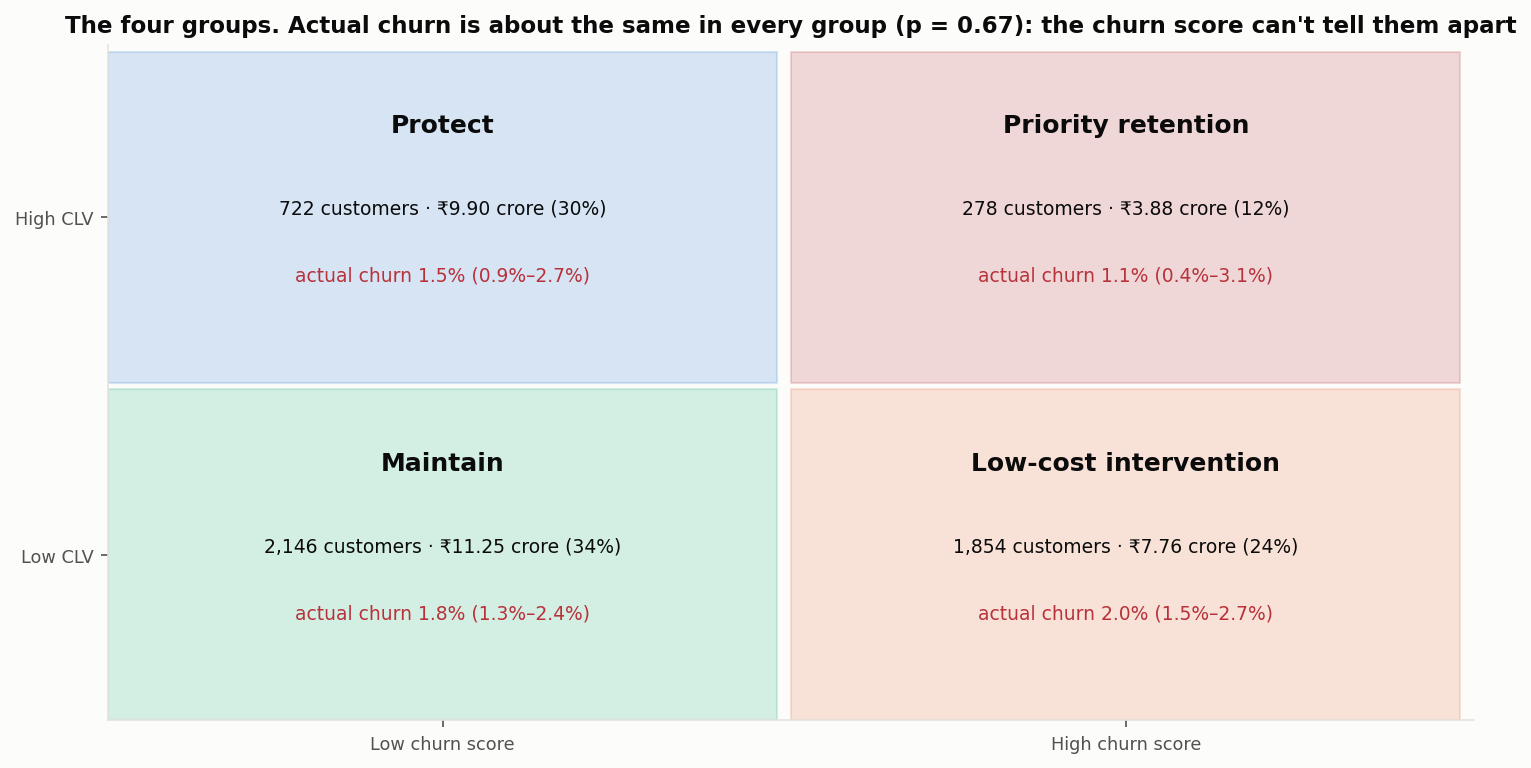 The four groups. Actual churn is about the same in every group (p = 0.67): the churn score can't tell them apart
High CLV
Protect
722 customers · ₹9.90 crore (30%)
actual churn 1.5% (0.9%–2.7%)
Priority retention
278 customers · ₹3.88 crore (12%)
actual churn 1.1% (0.4%–3.1%)
Low CLV
Maintain
2,146 customers · ₹11.25 crore (34%)
actual churn 1.8% (1.3%–2.4%)
Low-cost intervention
1,854 customers · ₹7.76 crore (24%)
actual churn 2.0% (1.5%–2.7%)
Low churn score
High churn score